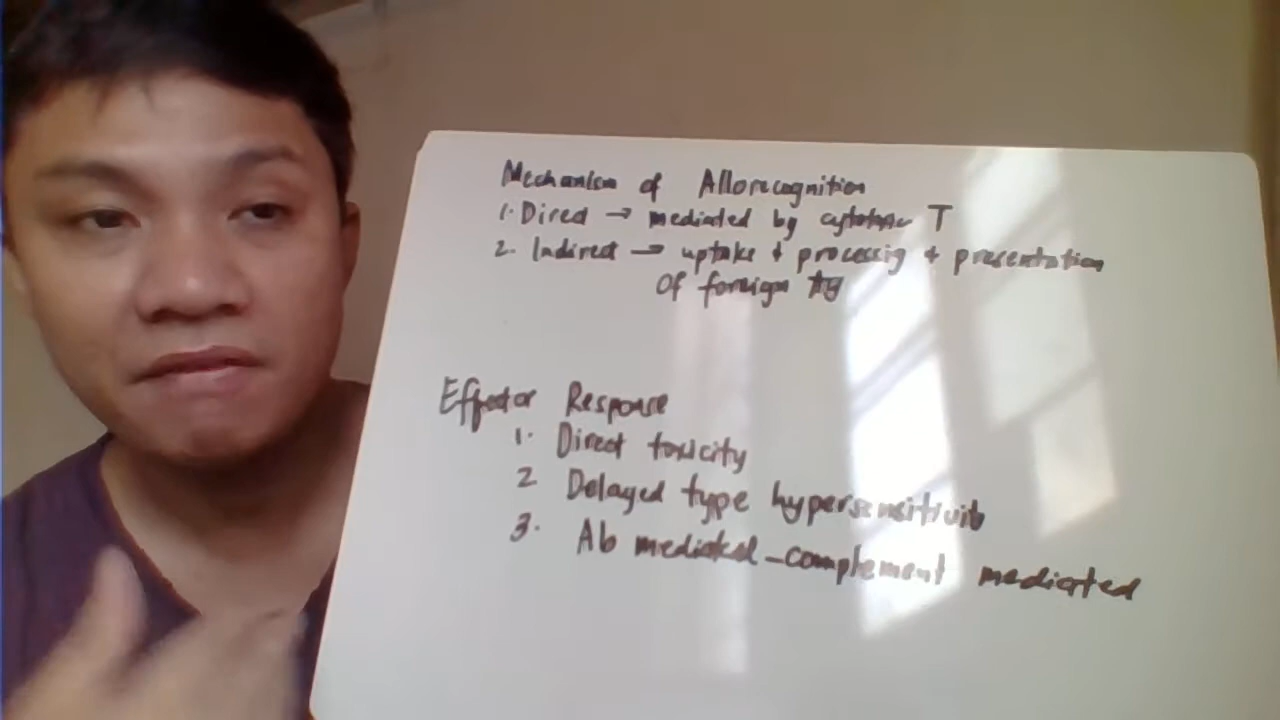 Mechanism of Allorecognition
1. Direct → mediated by cytotoxic T
2. Indirect → uptake + processig + presentation
of foreign Ag
Effector Response
1. Direct toxicity
2 Delayed type hypersensitivity
3. Ab mediated - complement mediated